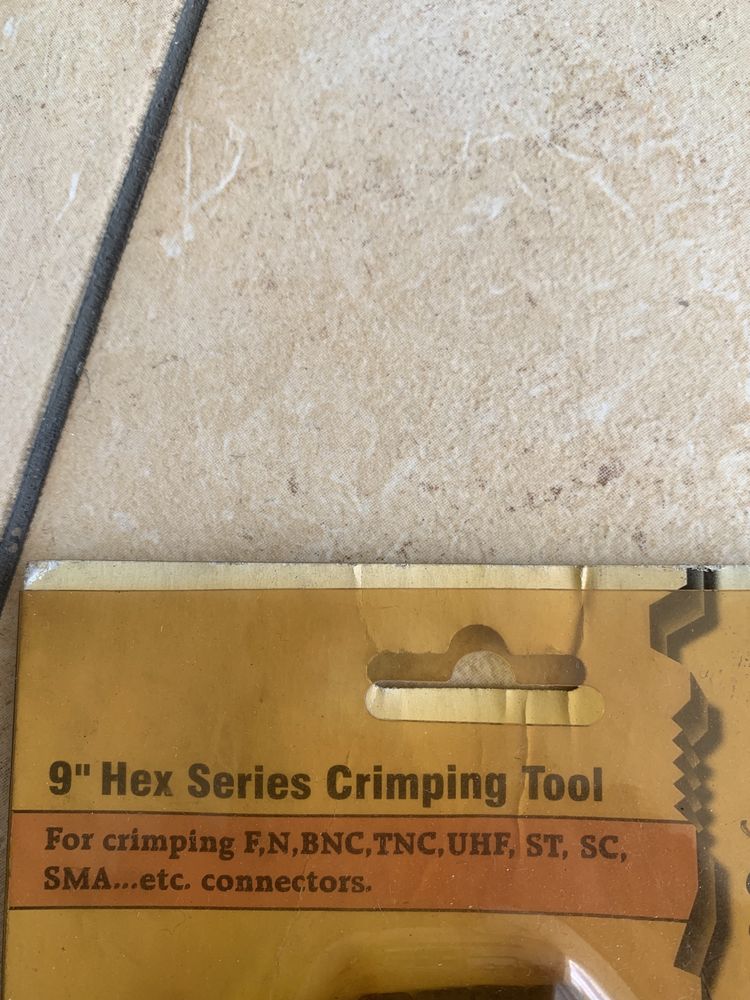 9" Hex Series Crimping Tool
For crimping F,N,BNC,TNC,UHF, ST, SC,
SMA...etc. connectors.